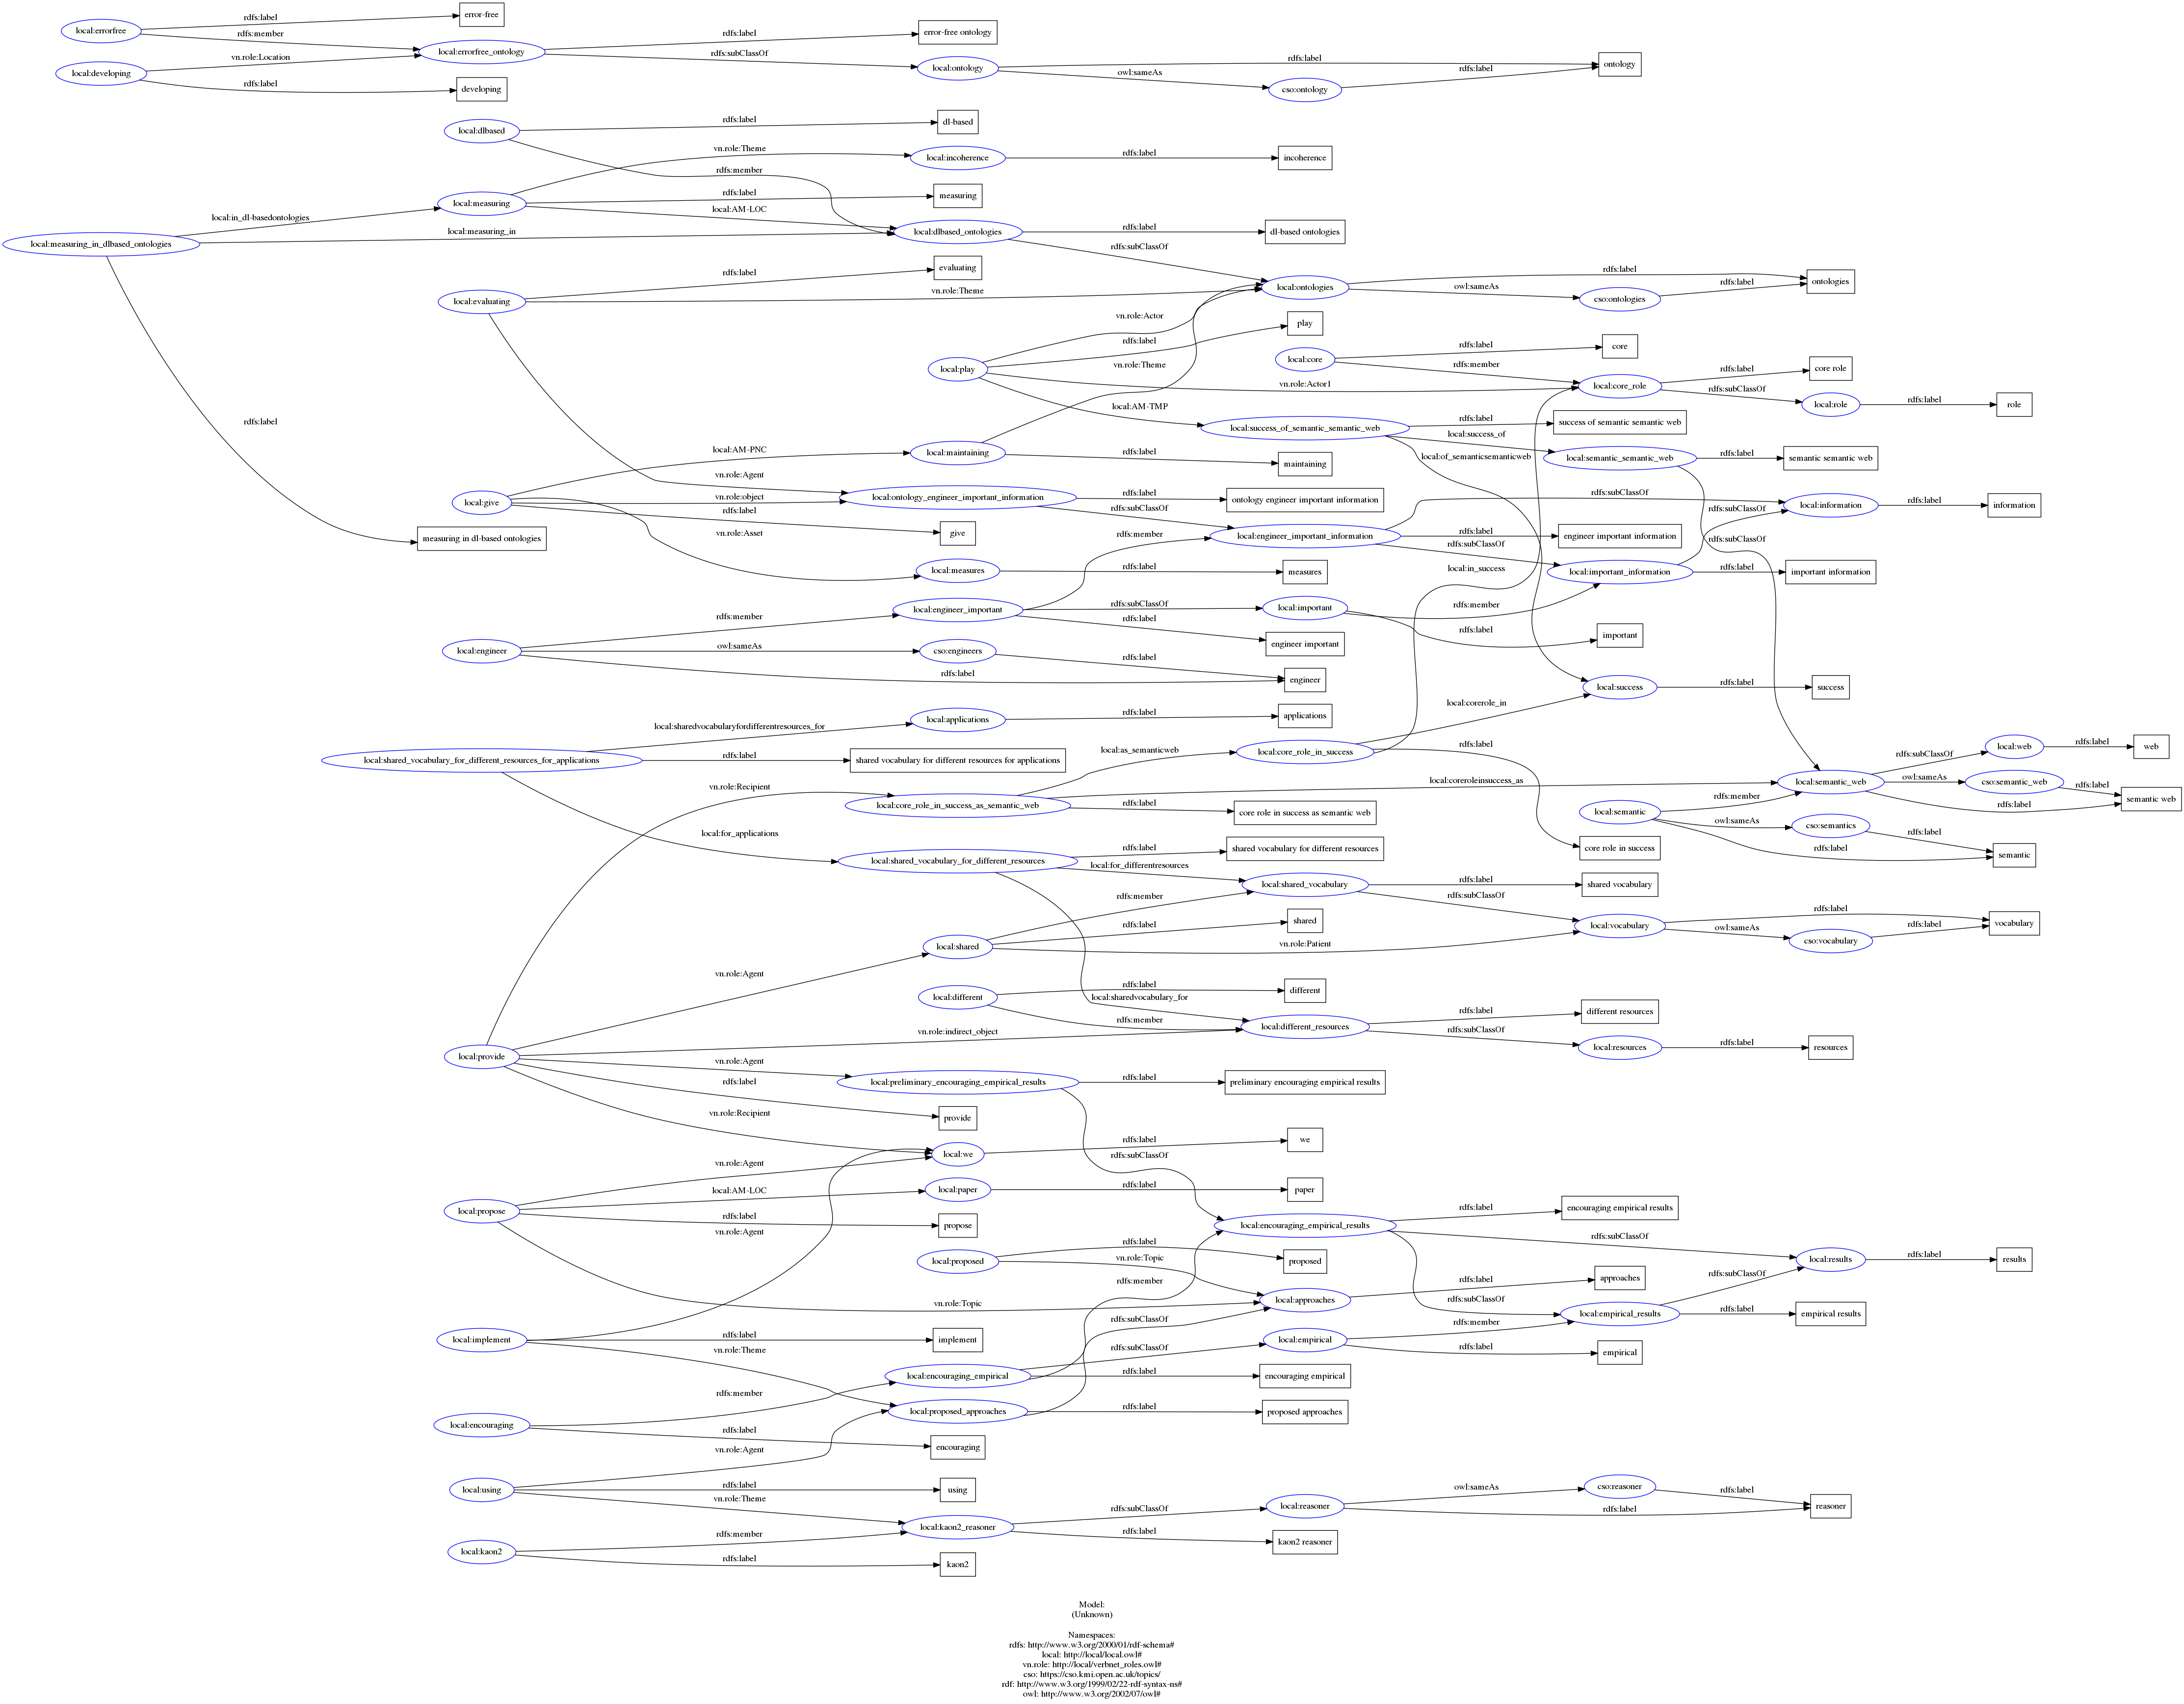 rdfs:label
error-free
local:errorfree
rdfs:member
local:errorfree_ontology
rdfs:label
error-free ontology
vn.role:Location
rdfs:subClassOf
local:ontology
rdfs:label
ontology
local:developing
owl:sameAs
rdfs:label
cso:ontology
rdfs:label
developing
local:dlbased
rdfs:label
dl-based
vn.role:Theme
local:incoherence
rdfs:label
incoherence
rdfs:member
local:measuring
rdfs:label
measuring
local:in_dl-basedontologies
local:AM-LOC
local:measuring_in_dlbased_ontologies
local:measuring_in
local:dlbased_ontologies
rdfs:label
dl-based ontologies
rdfs:subClassOf
rdfs:label
evaluating
local:evaluating
vn.role:Theme
local:ontologies
rdfs:label
ontologies
owl:sameAs
cso:ontologies
rdfs:label
vn.role:Actor
play
rdfs:label
local:play
vn.role:Theme
local:core
rdfs:label
core
rdfs:member
vn.role:Actor1
local:core_role
rdfs:label
core role
rdfs:subClassOf
local:role
rdfs:label
role
local:AM-TMP
local:success_of_semantic_semantic_web
rdfs:label
success of semantic semantic web
local:success_of
rdfs:label
local:AM-PNC
local:maintaining
rdfs:label
maintaining
local:of_semanticsemanticweb
local:semantic_semantic_web
rdfs:label
semantic semantic web
vn.role:Agent
local:give
vn.role:object
local:ontology_engineer_important_information
rdfs:label
ontology engineer important information
rdfs:subClassOf
local:information
rdfs:label
information
rdfs:label
rdfs:subClassOf
rdfs:subClassOf
vn.role:Asset
give
rdfs:member
local:engineer_important_information
rdfs:label
engineer important information
measuring in dl-based ontologies
rdfs:subClassOf
rdfs:subClassOf
local:measures
rdfs:label
measures
local:in_success
local:important_information
rdfs:label
important information
rdfs:member
local:engineer_important
rdfs:subClassOf
local:important
rdfs:member
rdfs:label
rdfs:label
important
engineer important
local:engineer
owl:sameAs
cso:engineers
rdfs:label
rdfs:label
engineer
local:success
rdfs:label
success
local:sharedvocabularyfordifferentresources_for
local:applications
rdfs:label
applications
local:corerole_in
local:shared_vocabulary_for_different_resources_for_applications
rdfs:label
shared vocabulary for different resources for applications
local:as_semanticweb
local:core_role_in_success
rdfs:label
rdfs:subClassOf
local:web
rdfs:label
web
vn.role:Recipient
local:core_role_in_success_as_semantic_web
local:coreroleinsuccess_as
local:semantic_web
owl:sameAs
cso:semantic_web
rdfs:label
rdfs:label
semantic web
rdfs:label
core role in success as semantic web
local:semantic
rdfs:member
owl:sameAs
cso:semantics
rdfs:label
local:for_applications
rdfs:label
semantic
local:shared_vocabulary_for_different_resources
rdfs:label
shared vocabulary for different resources
core role in success
local:for_differentresources
local:shared_vocabulary
rdfs:label
shared vocabulary
rdfs:member
rdfs:subClassOf
shared
rdfs:label
local:shared
vn.role:Patient
local:vocabulary
rdfs:label
vocabulary
owl:sameAs
cso:vocabulary
rdfs:label
vn.role:Agent
local:different
rdfs:label
different
local:sharedvocabulary_for
rdfs:member
vn.role:indirect_object
local:different_resources
rdfs:label
different resources
rdfs:subClassOf
local:resources
rdfs:label
resources
local:provide
vn.role:Agent
local:preliminary_encouraging_empirical_results
rdfs:label
preliminary encouraging empirical results
rdfs:label
provide
vn.role:Recipient
local:we
rdfs:label
we
rdfs:subClassOf
vn.role:Agent
local:AM-LOC
local:paper
rdfs:label
paper
local:propose
rdfs:label
propose
vn.role:Agent
local:encouraging_empirical_results
rdfs:label
encouraging empirical results
rdfs:subClassOf
local:results
rdfs:label
results
local:proposed
rdfs:label
vn.role:Topic
proposed
rdfs:member
rdfs:label
approaches
rdfs:subClassOf
vn.role:Topic
local:approaches
rdfs:subClassOf
local:empirical_results
rdfs:label
empirical results
rdfs:subClassOf
local:implement
rdfs:label
implement
vn.role:Theme
rdfs:subClassOf
local:empirical
rdfs:member
rdfs:label
empirical
local:encouraging_empirical
rdfs:label
encouraging empirical
rdfs:member
local:proposed_approaches
rdfs:label
proposed approaches
local:encouraging
rdfs:label
encouraging
vn.role:Agent
local:using
rdfs:label
using
vn.role:Theme
local:kaon2_reasoner
rdfs:subClassOf
local:reasoner
owl:sameAs
cso:reasoner
rdfs:label
rdfs:label
reasoner
rdfs:label
kaon2 reasoner
rdfs:member
local:kaon2
rdfs:label
kaon2
Model:
(Unknown)
Namespaces:
rdfs: http://www.w3.org/2000/01/rdf-schema#
local: http://local/local.owl#
vn.role: http://local/verbnet_roles.owl#
cso: https://cso.kmi.open.ac.uk/topics/
rdf: http://www.w3.org/1999/02/22-rdf-syntax-ns#
owl: http://www.w3.org/2002/07/owl#